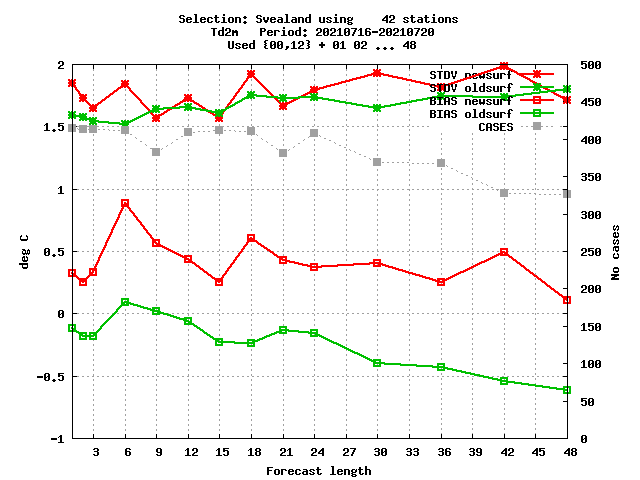 Selection: Svealand using    42 stations
Td2m   Period: 20210716-20210720
Used {00,12} + 01 02 ... 48
STDV newsurf
STDV oldsurf
BIAS newsurf
BIAS oldsurf
CASES
2
1.5
1
0.5
0
-0.5
-1
deg C
500
450
400
350
300
250
200
150
100
50
0
No cases
3 6 9 12 15 18 21 24 27 30 33 36 39 42 45 48
Forecast length